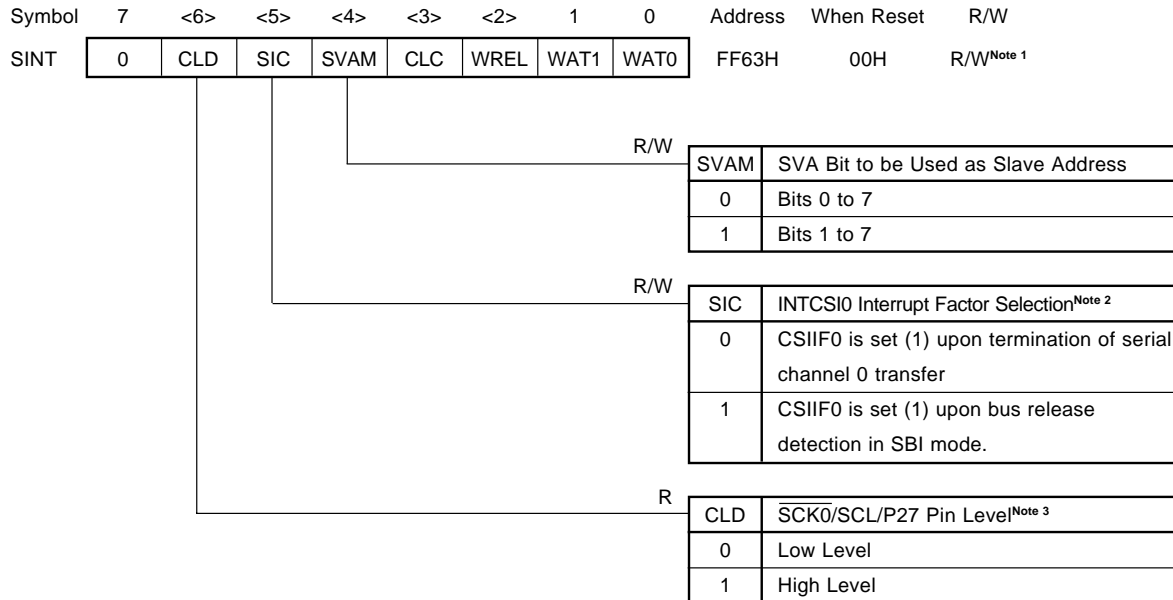 Symbol 7 <6> <5> <4> <3> <2> 1 0 Address When Reset R/W
SINT 0 CLD SIC SVAM CLC WREL WAT1 WAT0 FF63H 00H R/WNote 1
R/W
SVAM SVA Bit to be Used as Slave Address
0 Bits 0 to 7
1 Bits 1 to 7
R/W
SIC INTCSI0 Interrupt Factor SelectionNote 2
0 CSIIF0 is set (1) upon termination of serial
channel 0 transfer
1 CSIIF0 is set (1) upon bus release
detection in SBI mode.
R
CLD SCK0/SCL/P27 Pin LevelNote 3
0 Low Level
1 High Level